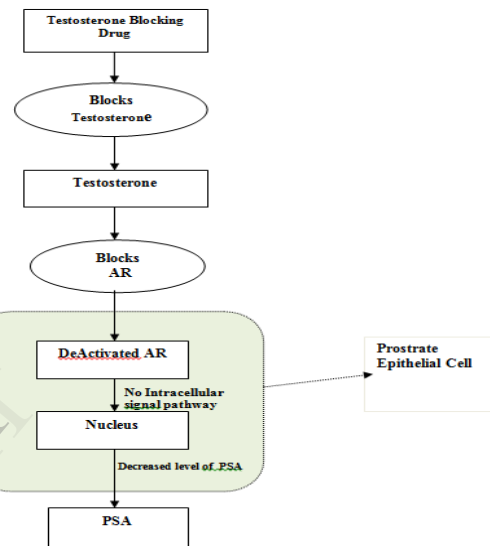 Testosterone Blocking
Drug
Blocks
Testosterone
Testosterone
Blocks
AR
DeActivated AR
No Intracellular
signal pathway
Nucleus
Decreased level of PSA
PSA
Prostrate
Epithelial Cell